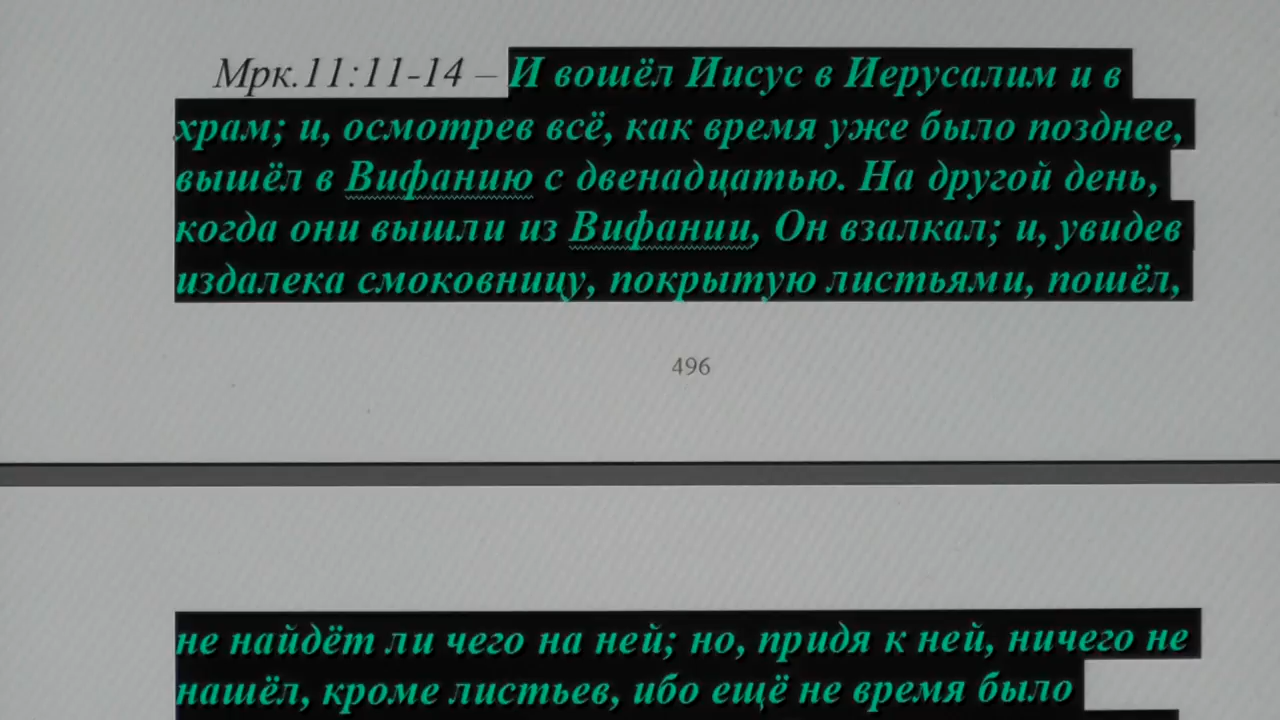 Мрк.11:11-14 – И вошёл Иисус в Иерусалим и в
храм; и, осмотрев всё, как время уже было позднее,
вышёл в Вифанию с двенадцатью. На другой день,
когда они вышли из Вифании, Он взалкал; и, увидев
издалека смоковницу, покрытую листьями, пошёл,
496
не найдёт ли чего на ней; но, придя к ней, ничего не
нашёл, кроме листьев, ибо ещё не время было